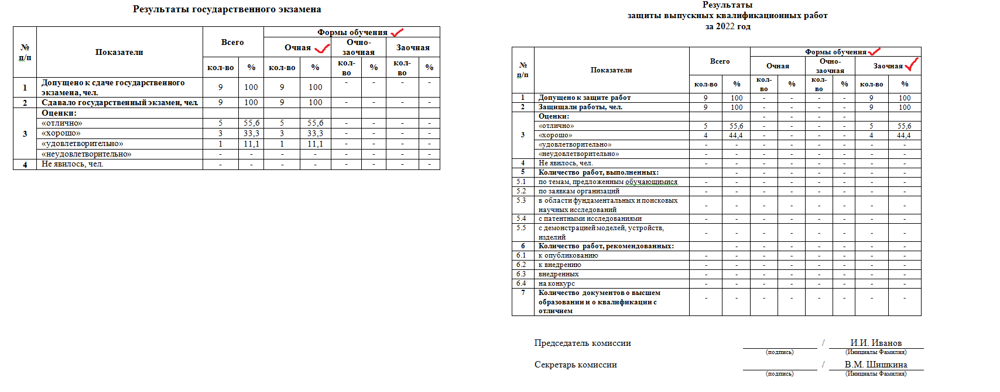 Результаты государственного экзамена
№ п/п Показатели Всего Формы обучения
Очная Очно-заочная Заочная
кол-во % кол-во % кол-во % кол-во %
1 Допущено к сдаче государственного экзамена, чел. 9 100 9 100 - - - -
2 Сдавало государственный экзамен, чел. 9 100 9 100 - - - -
3 Оценки:
«отлично» 5 55,6 5 55,6 - - - -
«хорошо» 3 33,3 3 33,3 - - - -
«удовлетворительно» 1 11,1 1 11,1 - - - -
«неудовлетворительно» - - - - - - - -
4 Не явилось, чел. - - - - - - - -
Результаты
защиты выпускных квалификационных работ
за 2022 год
№ п/п Показатели Всего Формы обучения
Очная Очно-заочная Заочная
кол-во % кол-во % кол-во % кол-во %
1 Допущено к защите работ 9 100 - - - - 9 100
2 Защищали работы, чел. 9 100 - - - - 9 100
3 Оценки: - - - -
«отлично» 5 55,6 - - - - 5 55,6
«хорошо» 4 44,4 - - - - 4 44,4
«удовлетворительно» - - - - - - - -
«неудовлетворительно» - - - - - - - -
4 Не явилось, чел. - - - - - - - -
5 Количество работ, выполненных: - - - - - - -
5.1 по темам, предложенным обучающимися - - - - - - - -
5.2 по заявкам организаций - - - - - - - -
5.3 в области фундаментальных и поисковых научных исследований - - - - - - - -
5.4 с патентными исследованиями - - - - - - - -
5.5 с демонстрацией моделей, устройств, изделий - - - - - - - -
6 Количество работ, рекомендованных: - - - - - - -
6.1 к опубликованию - - - - - - - -
6.2 к внедрению - - - - - - - -
6.3 внедренных - - - - - - - -
6.4 на конкурс - - - - - - - -
7 Количество документов о высшем образовании и о квалификации с отличием - - - - - - - -
Председатель комиссии / И.И. Иванов
(подпись) (Инициалы Фамилия)
Секретарь комиссии / В.М. Шишкина
(подпись) (Инициалы Фамилия)